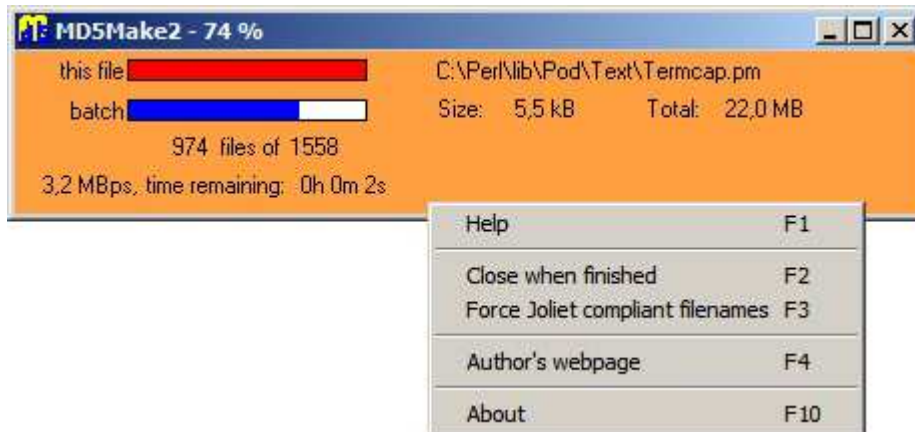 MD5Make2 - 74 %
this file C:\Perl\lib\Pod\Text\Termcap.pm
batch Size: 5,5 kB Total: 22,0 MB
974 files of 1558
3,2 MBps, time remaining: 0h 0m 2s
Help F1
Close when finished F2
Force Joliet compliant filenames F3
Author's webpage F4
About F10